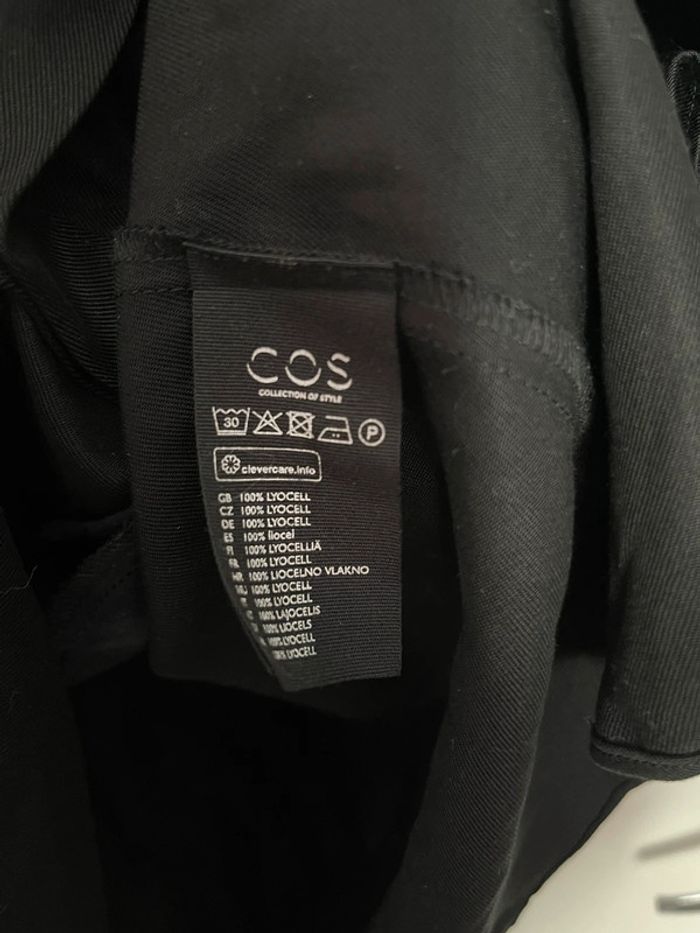 COS
COLLECTION OF STYLE
30
P
clevercare.info
GB 100% LYOCELL
CZ 100% LYOCELL
DE 100% LYOCELL
ES 100% liocel
FI 100% LYOCELLIÄ
FR 100% LYOCELL
HR 100% LIOCELNO VLAKNO
100% LYOCELL
100% LYOCELL
100% LAJOCELIS
100% LIOCELS
100% LYOCELL
LYOCELL